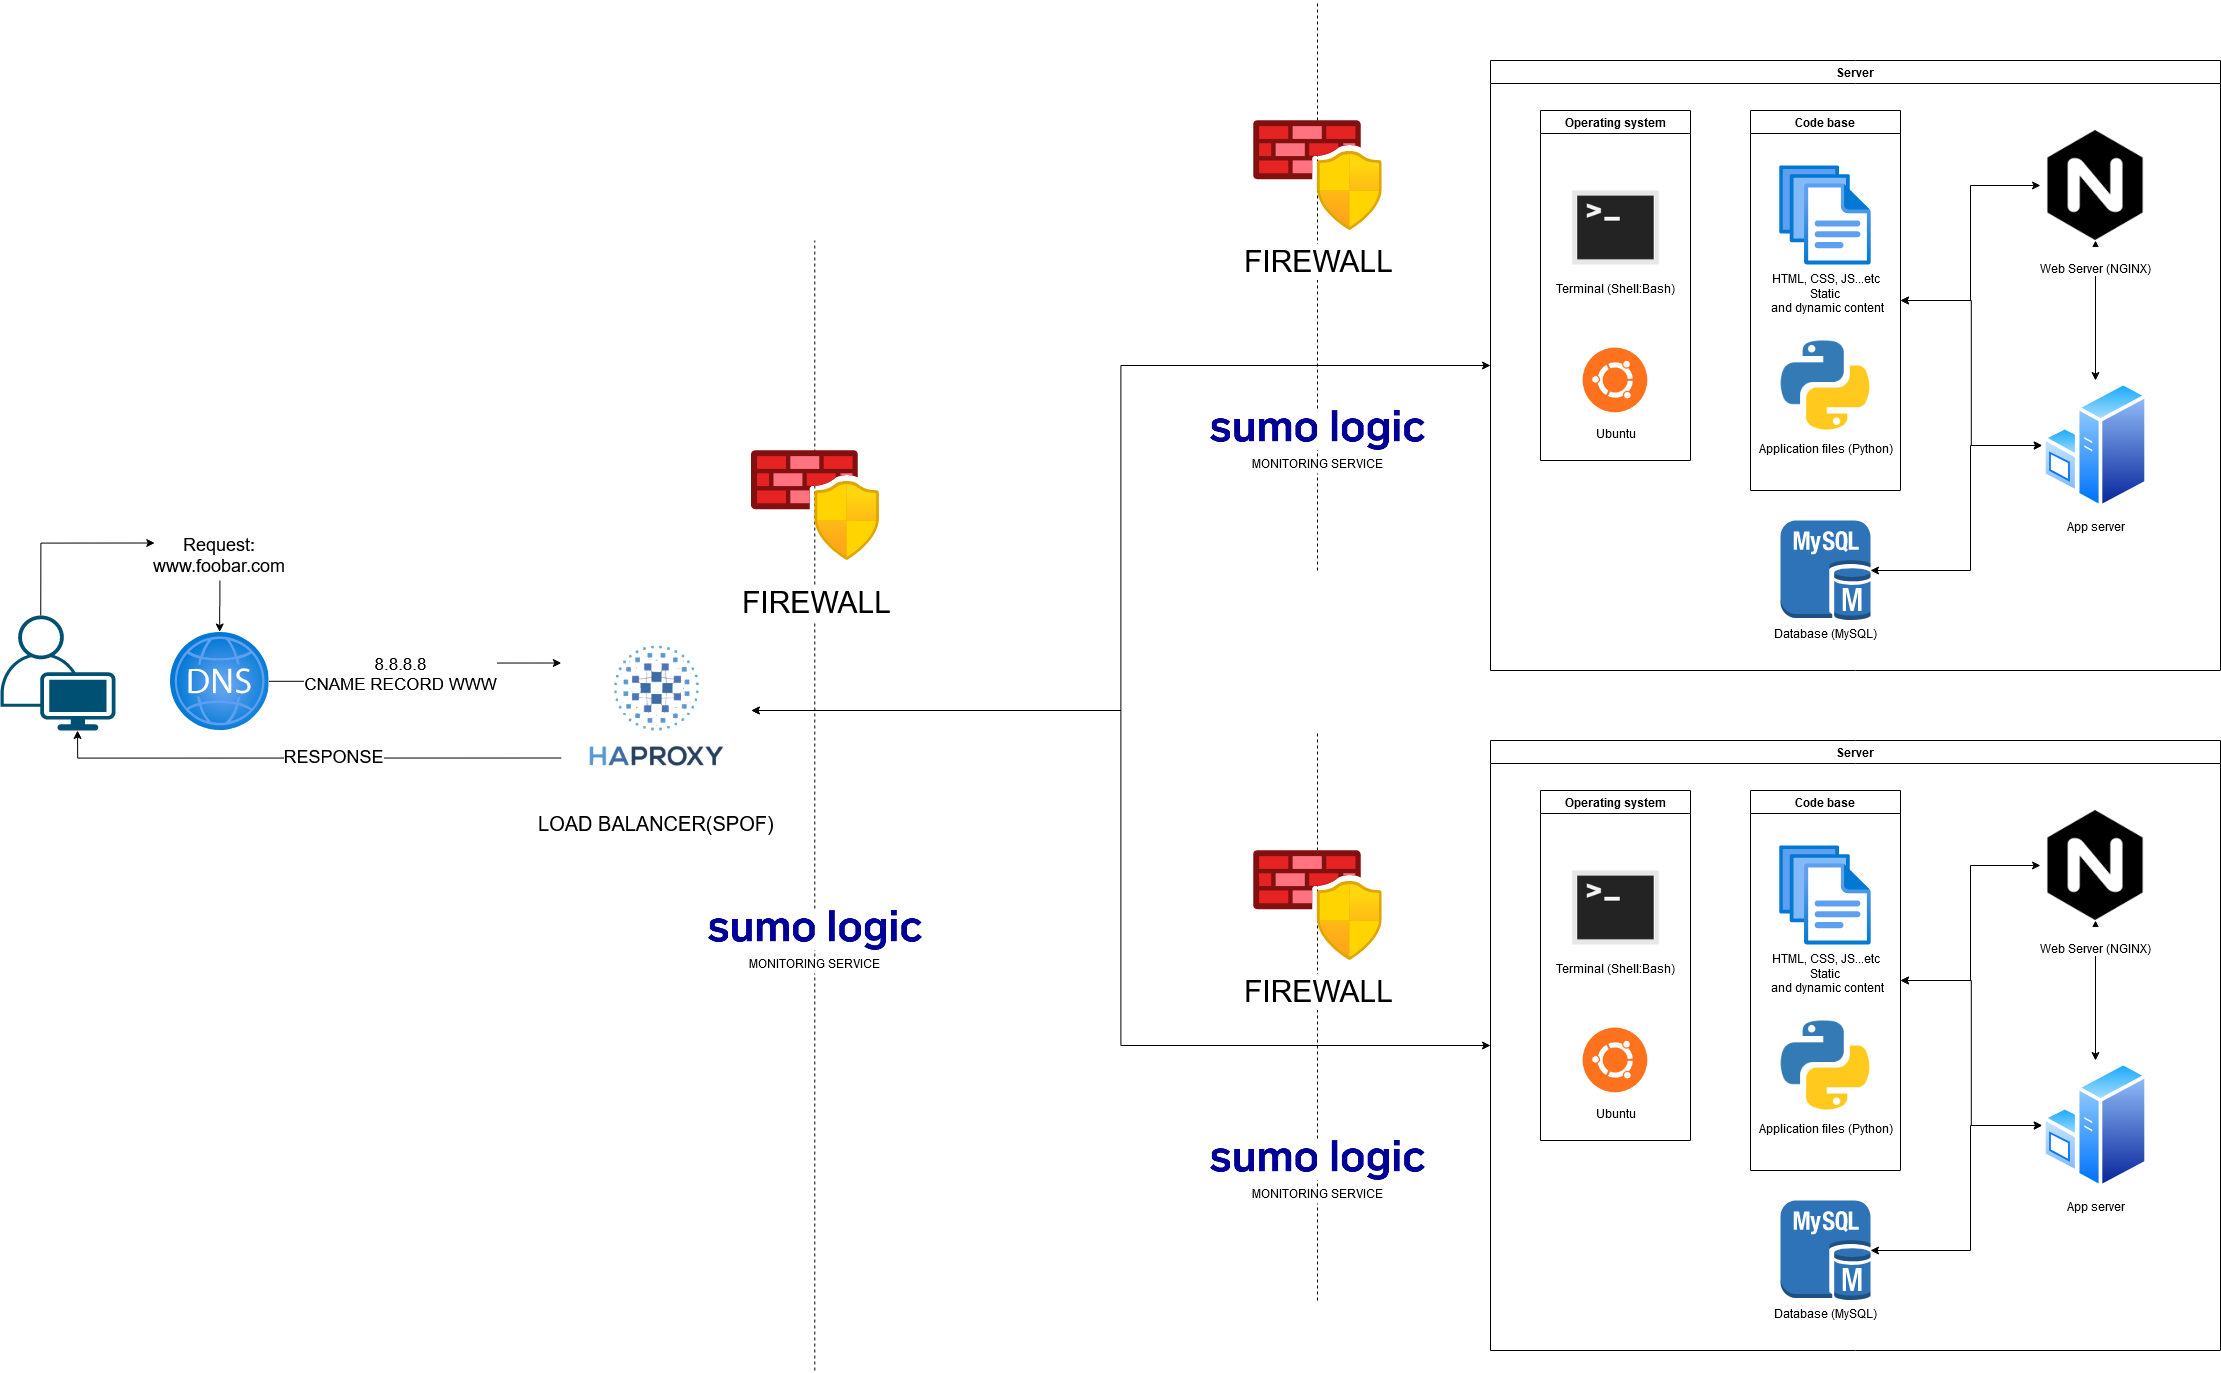 Request:
www.foobar.com
DNS
8.8.8.8
CNAME RECORD WWW
RESPONSE
HAPROXY
LOAD BALANCER(SPOF)
FIREWALL
sumo logic
MONITORING SERVICE
FIREWALL
sumo logic
MONITORING SERVICE
FIREWALL
sumo logic
MONITORING SERVICE
Server
Operating system
>_
Terminal (Shell:Bash)
Ubuntu
Code base
HTML, CSS, JS...etc
Static
and dynamic content
Application files (Python)
MySQL
M
Database (MySQL)
N
Web Server (NGINX)
App server
Server
Operating system
>_
Terminal (Shell:Bash)
Ubuntu
Code base
HTML, CSS, JS...etc
Static
and dynamic content
Application files (Python)
MySQL
M
Database (MySQL)
N
Web Server (NGINX)
App server